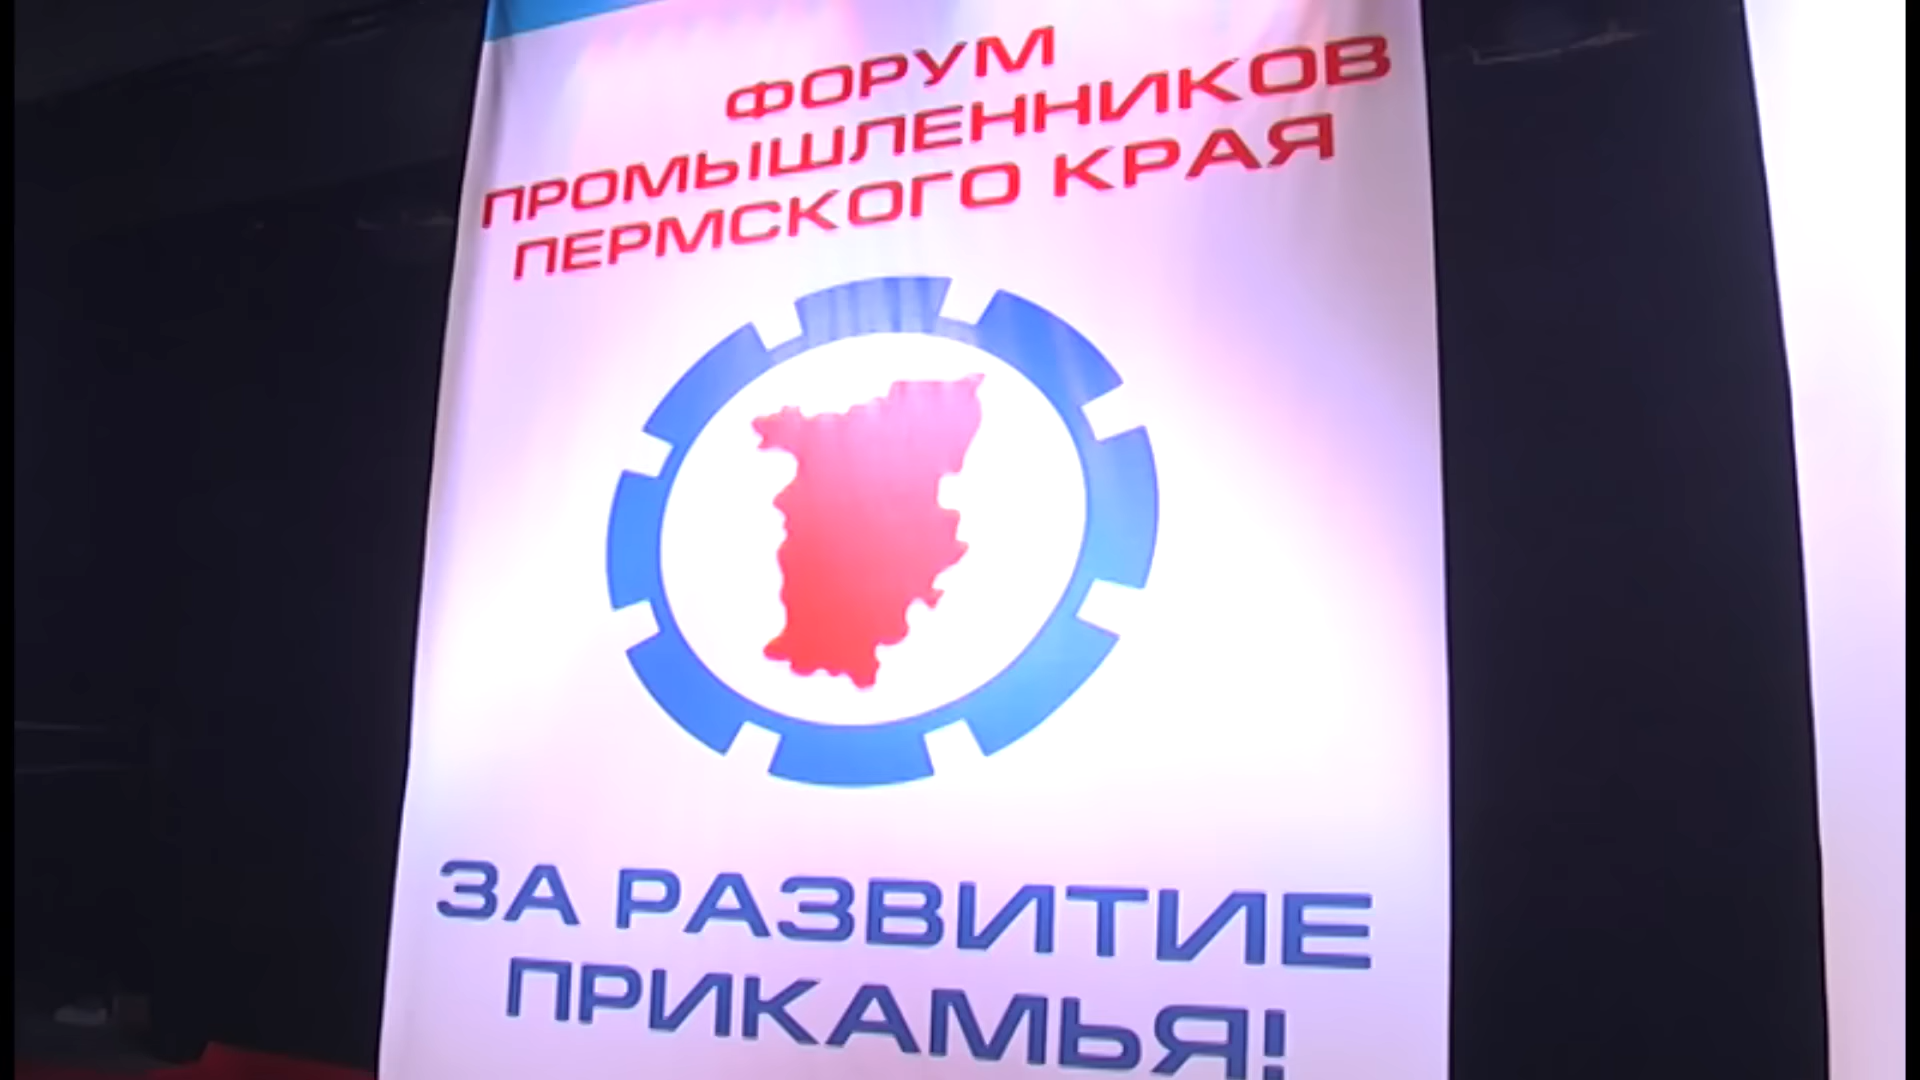 ФОРУМ
ПРОМЫШЛЕННИКОВ
ПЕРМСКОГО КРАЯ
ЗА РАЗВИТИЕ
ПРИКАМЬЯ!